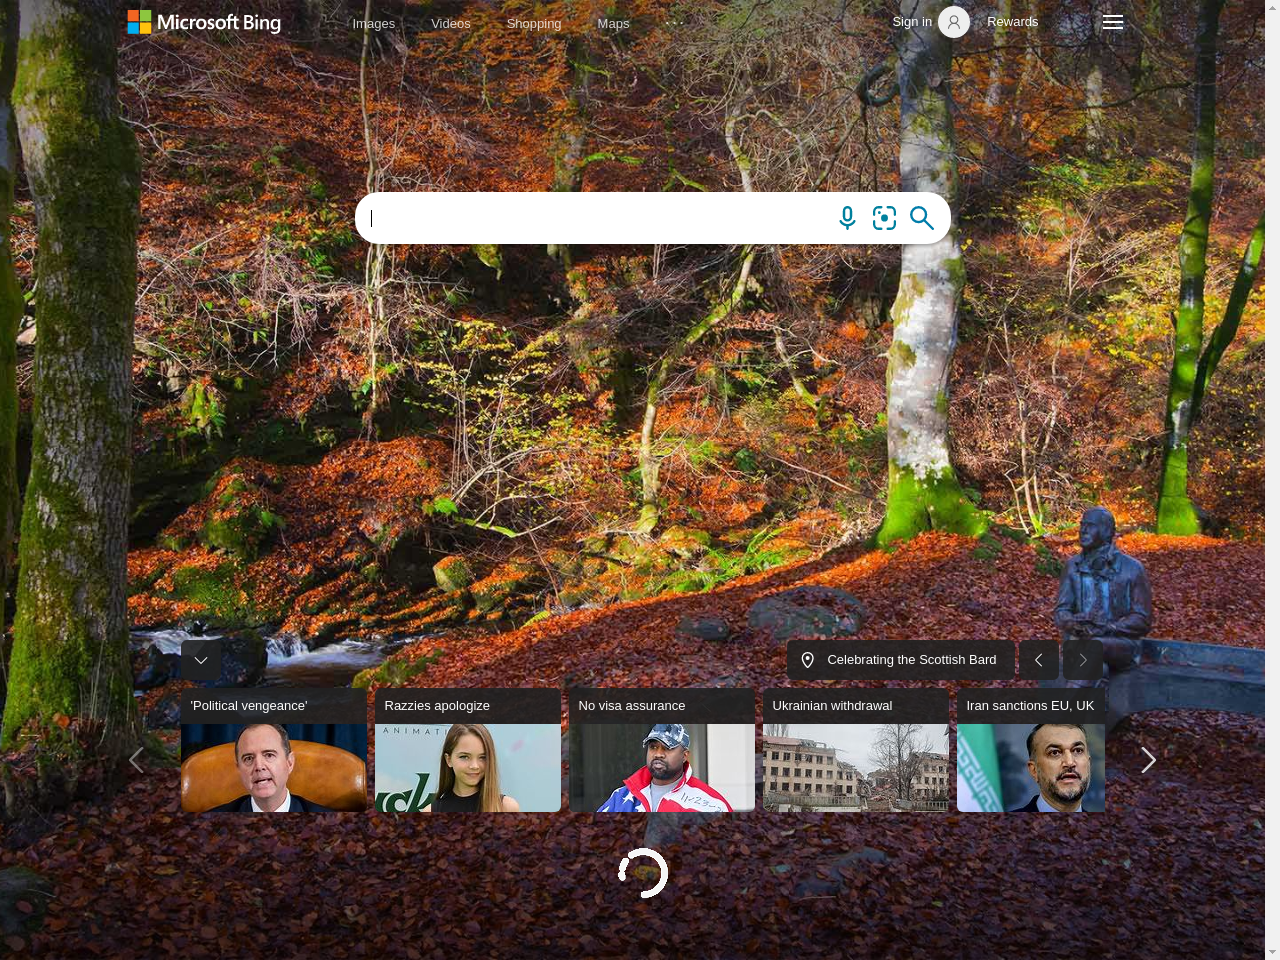 Microsoft Bing
Images Videos Shopping Maps ...
Sign in Rewards
Celebrating the Scottish Bard
'Political vengeance' Razzies apologize No visa assurance Ukrainian withdrawal Iran sanctions EU, UK
ANIMATI